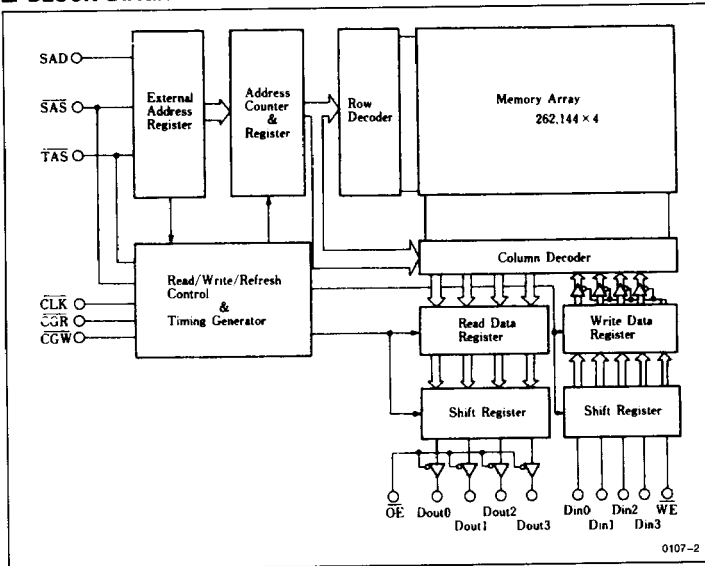 SAD
SAS
TAS
External
Address
Register
Address
Counter
&
Register
Row
Decoder
Memory Array
262,144 × 4
Column Decoder
Read/Write/Refresh
Control
&
Timing Generator
CLK
CGR
CGW
Read Data
Register
Write Data
Register
Shift Register
Shift Register
OE
Dout0
Dout1
Dout2
Dout3
Din0
Din1
Din2
Din3
WE
0107-2